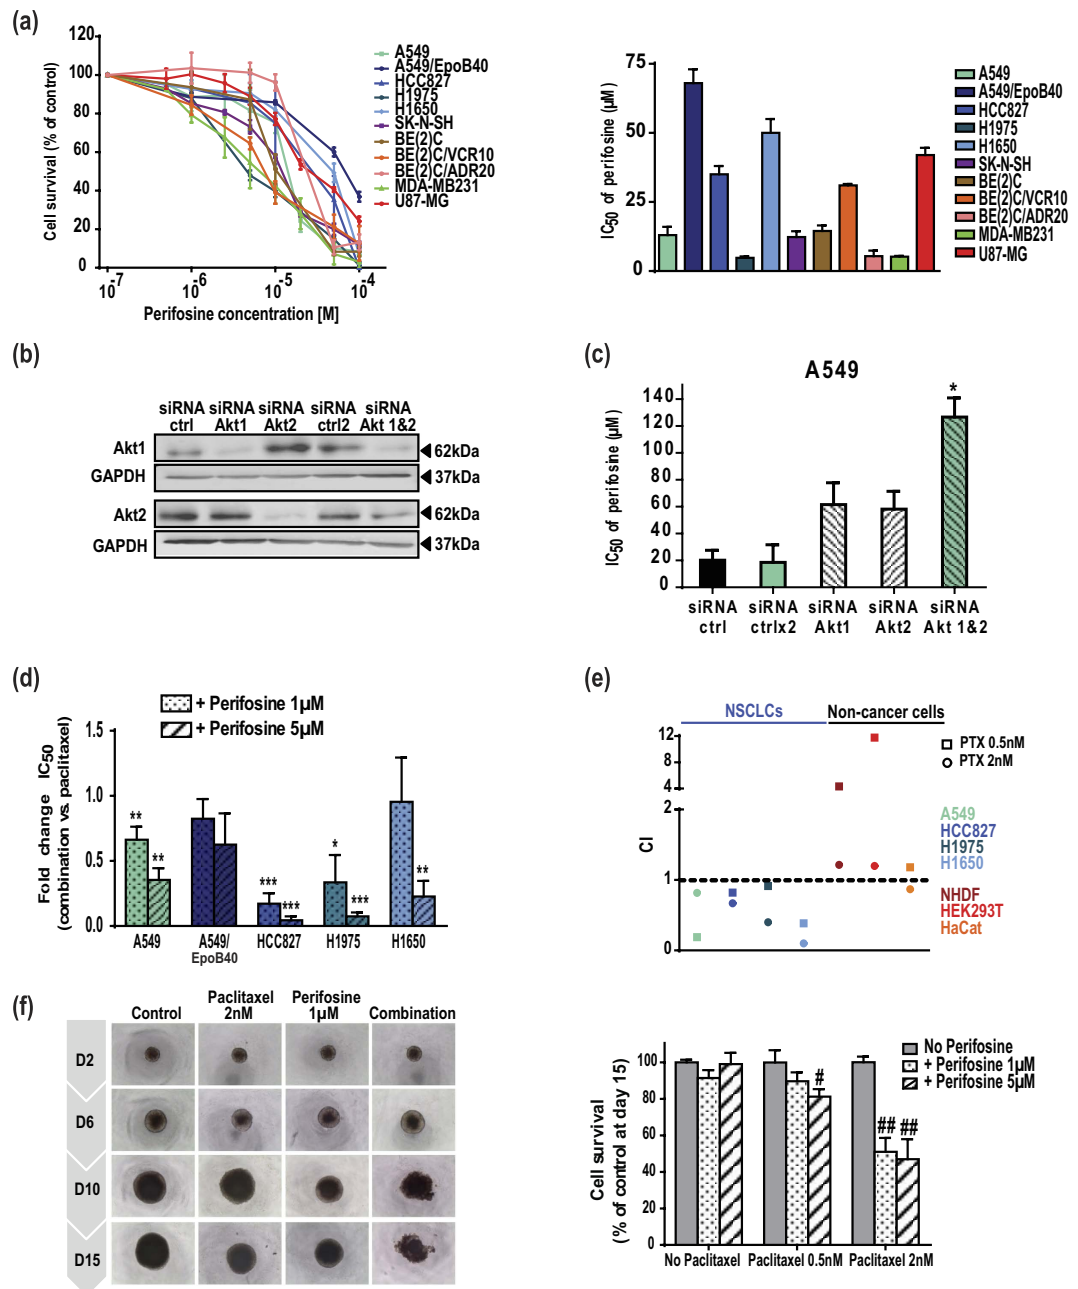 (a)
Cell survival (% of control)
120
100
80
60
40
20
0
10-7
10-6
10-5
10-4
Perifosine concentration [M]
A549
A549/EpoB40
HCC827
H1975
H1650
SK-N-SH
BE(2)C
BE(2)C/VCR10
BE(2)C/ADR20
MDA-MB231
U87-MG
IC50 of perifosine (µM)
75
50
25
0
A549
A549/EpoB40
HCC827
H1975
H1650
SK-N-SH
BE(2)C
BE(2)C/VCR10
BE(2)C/ADR20
MDA-MB231
U87-MG
(b)
siRNA siRNA siRNA siRNA siRNA
ctrl Akt1 Akt2 ctrl2 Akt 1&2
Akt1 62kDa
GAPDH 37kDa
Akt2 62kDa
GAPDH 37kDa
(c)
A549
IC50 of perifosine (µM)
140
120
100
80
60
40
20
0
*
siRNA siRNA siRNA siRNA siRNA
ctrl ctrlx2 Akt1 Akt2 Akt 1&2
(d)
+ Perifosine 1µM
+ Perifosine 5µM
Fold change IC50
(combination vs. paclitaxel)
1.5
1.0
0.5
0.0
** ** *** *** * *** **
A549 A549/ HCC827 H1975 H1650
EpoB40
(e)
NSCLCs Non-cancer cells
CI
12
8
4
2
1
0
PTX 0.5nM
PTX 2nM
A549
HCC827
H1975
H1650
NHDF
HEK293T
HaCat
(f)
Control Paclitaxel 2nM Perifosine 1µM Combination
D2
D6
D10
D15
Cell survival
(% of control at day 15)
100
80
60
40
20
0
No Perifosine
+ Perifosine 1µM
+ Perifosine 5µM
# ## ##
No Paclitaxel Paclitaxel 0.5nM Paclitaxel 2nM